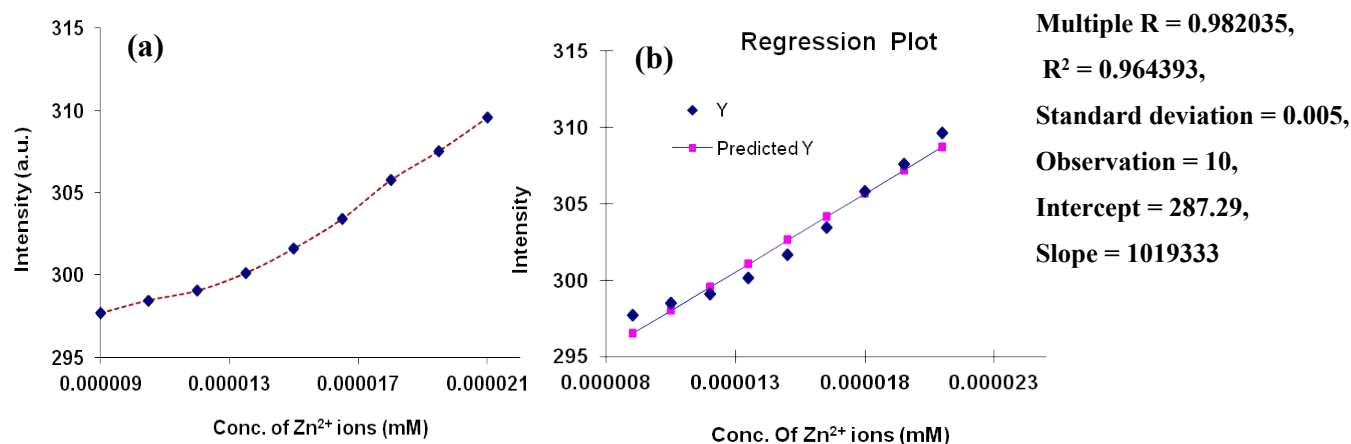 (a)
315
310
305
300
295
Intensity (a.u.)
0.000009 0.000013 0.000017 0.000021
Conc. of Zn²⁺ ions (mM)
(b)
Regression Plot
315
310
305
300
295
Intensity
Y
Predicted Y
0.000008 0.000013 0.000018 0.000023
Conc. Of Zn²⁺ ions (mM)
Multiple R = 0.982035,
R² = 0.964393,
Standard deviation = 0.005,
Observation = 10,
Intercept = 287.29,
Slope = 1019333